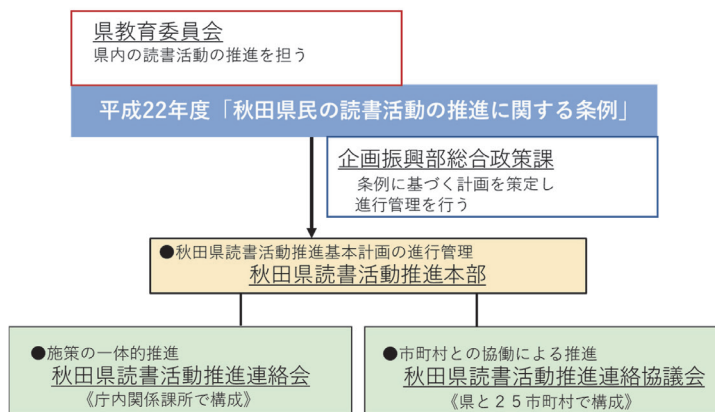 県教育委員会
県内の読書活動の推進を担う
平成22年度「秋田県民の読書活動の推進に関する条例」
企画振興部総合政策課
条例に基づく計画を策定し
進行管理を行う
●秋田県読書活動推進基本計画の進行管理
秋田県読書活動推進本部
●施策の一体的推進
秋田県読書活動推進連絡会
《庁内関係課所で構成》
●市町村との協働による推進
秋田県読書活動推進連絡協議会
《県と２５市町村で構成》